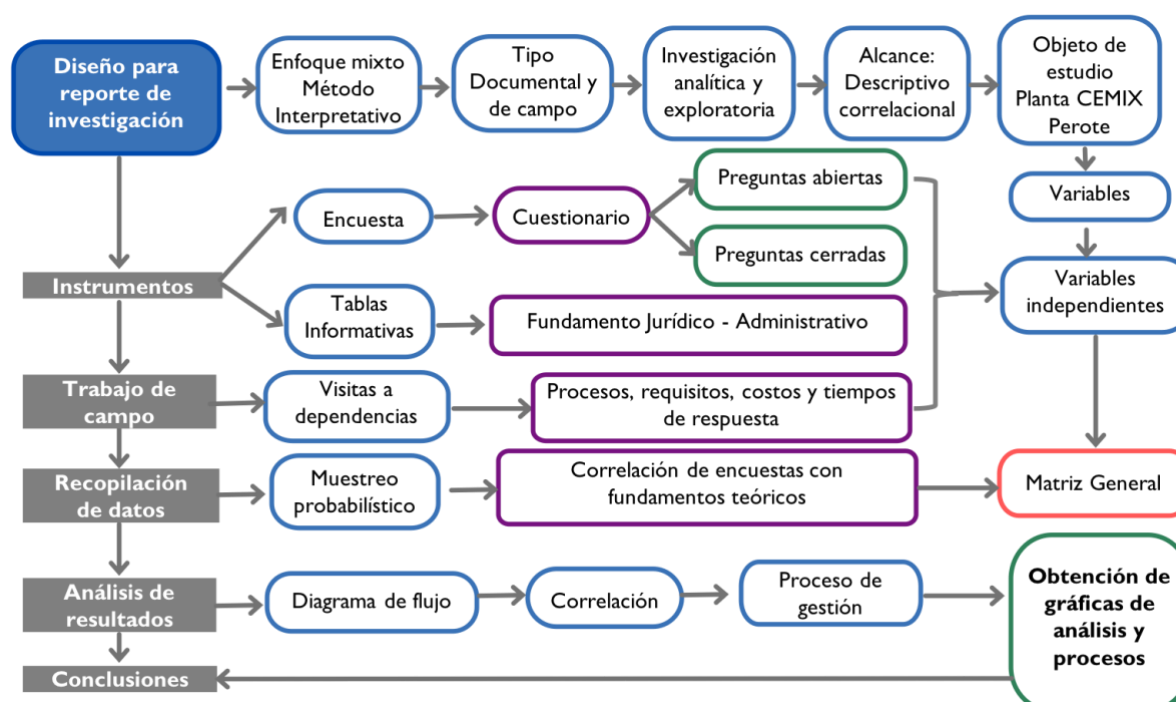 Diseño para
reporte de
investigación
Enfoque mixto
Método
Interpretativo
Tipo
Documental y
de campo
Investigación
analítica y
exploratoria
Alcance:
Descriptivo
correlacional
Objeto de
estudio
Planta CEMIX
Perote
Variables
Variables
independientes
Instrumentos
Encuesta
Cuestionario
Preguntas abiertas
Preguntas cerradas
Tablas
Informativas
Fundamento Jurídico - Administrativo
Trabajo de
campo
Visitas a
dependencias
Procesos, requisitos, costos y tiempos
de respuesta
Recopilación
de datos
Muestreo
probabilístico
Correlación de encuestas con
fundamentos teóricos
Matriz General
Análisis de
resultados
Diagrama de flujo
Correlación
Proceso de
gestión
Obtención de
gráficas de
análisis y
procesos
Conclusiones